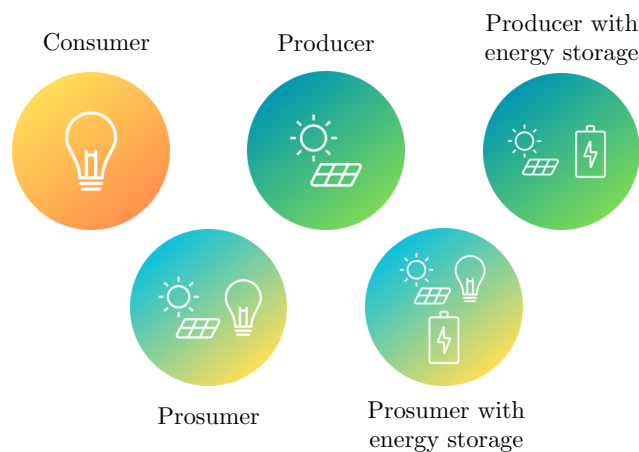 Consumer
Producer
Producer with
energy storage
Prosumer
Prosumer with
energy storage